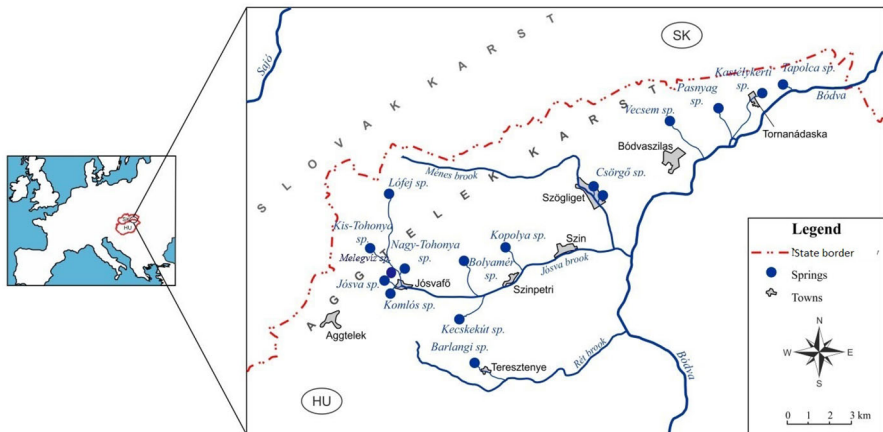 SK
HU
Sajó
SLOVAK KARST
AGGTELEK KARST
Kastélykerti
sp.
Tapolca sp.
Pasnyag
sp.
Vecsem sp.
Bódva
Tornanádaska
Bódvaszilas
Ménes brook
Csörgő sp.
Szögliget
Lófej sp.
Kis-Tohonya
sp.
Nagy-Tohonya
sp.
Melegvíz sp.
Jósva sp.
Jósvafő
Komlós sp.
Kopolya sp.
Szin
Bolyamér
sp.
Jósva brook
Szinpetri
Kecskekút sp.
Aggtelek
Barlangi sp.
Teresztenye
Rét brook
Bódva
HU
Legend
State border
Springs
Towns
N
W
E
S
0 1 2 3 km